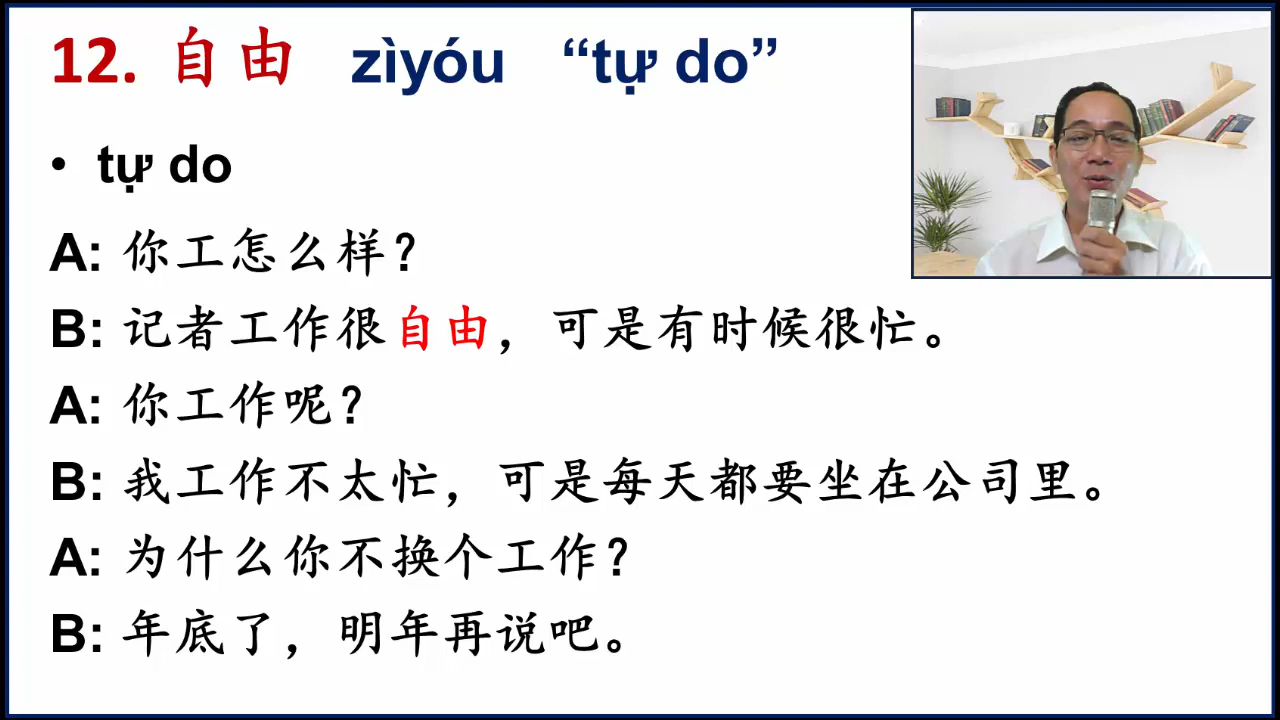 12. 自由 zìyóu “tự do”
• tự do
A: 你工怎么样?
B: 记者工作很自由，可是有时候很忙。
A: 你工作呢?
B: 我工作不太忙，可是每天都要坐在公司里。
A: 为什么你不换个工作?
B: 年底了，明年再说吧。